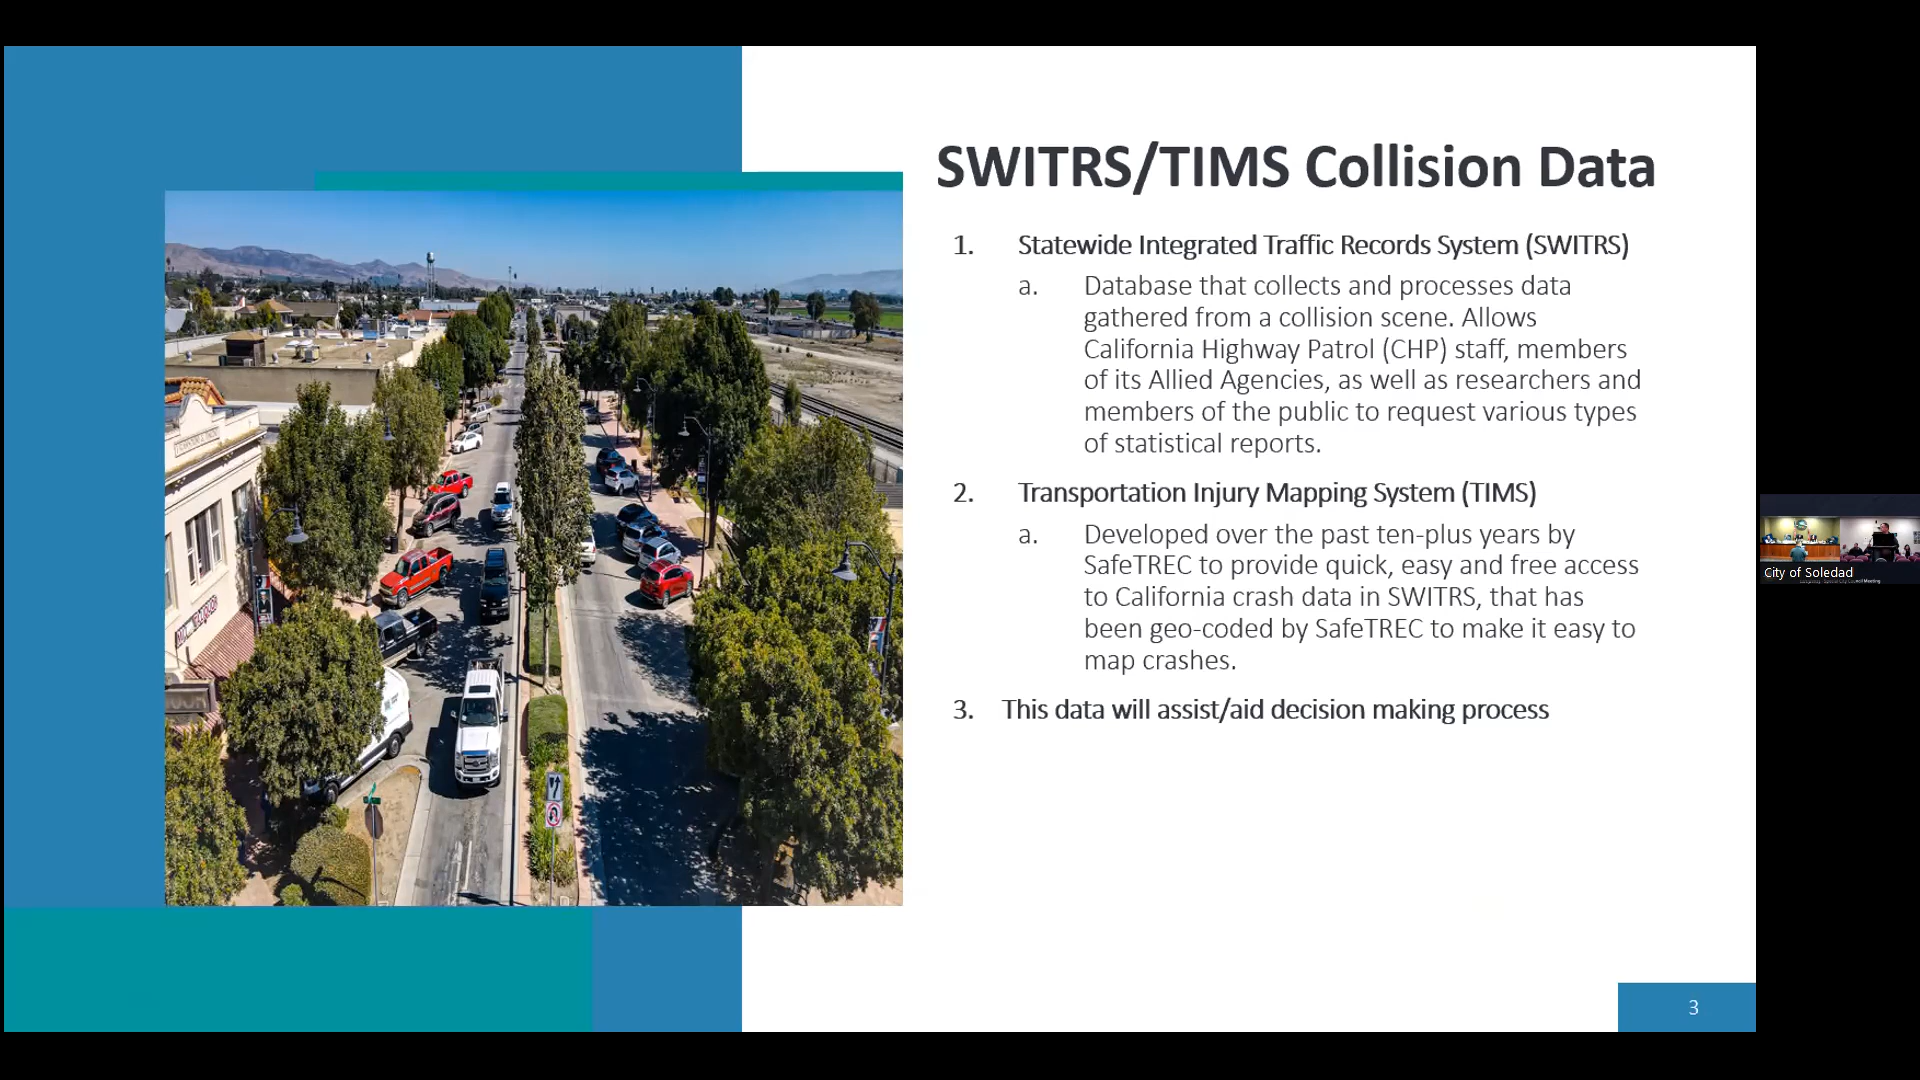 SWITRS/TIMS Collision Data
1. Statewide Integrated Traffic Records System (SWITRS)
a. Database that collects and processes data
gathered from a collision scene. Allows
California Highway Patrol (CHP) staff, members
of its Allied Agencies, as well as researchers and
members of the public to request various types
of statistical reports.
2. Transportation Injury Mapping System (TIMS)
a. Developed over the past ten-plus years by
SafeTREC to provide quick, easy and free access
to California crash data in SWITRS, that has
been geo-coded by SafeTREC to make it easy to
map crashes.
3. This data will assist/aid decision making process
3
City of Soledad